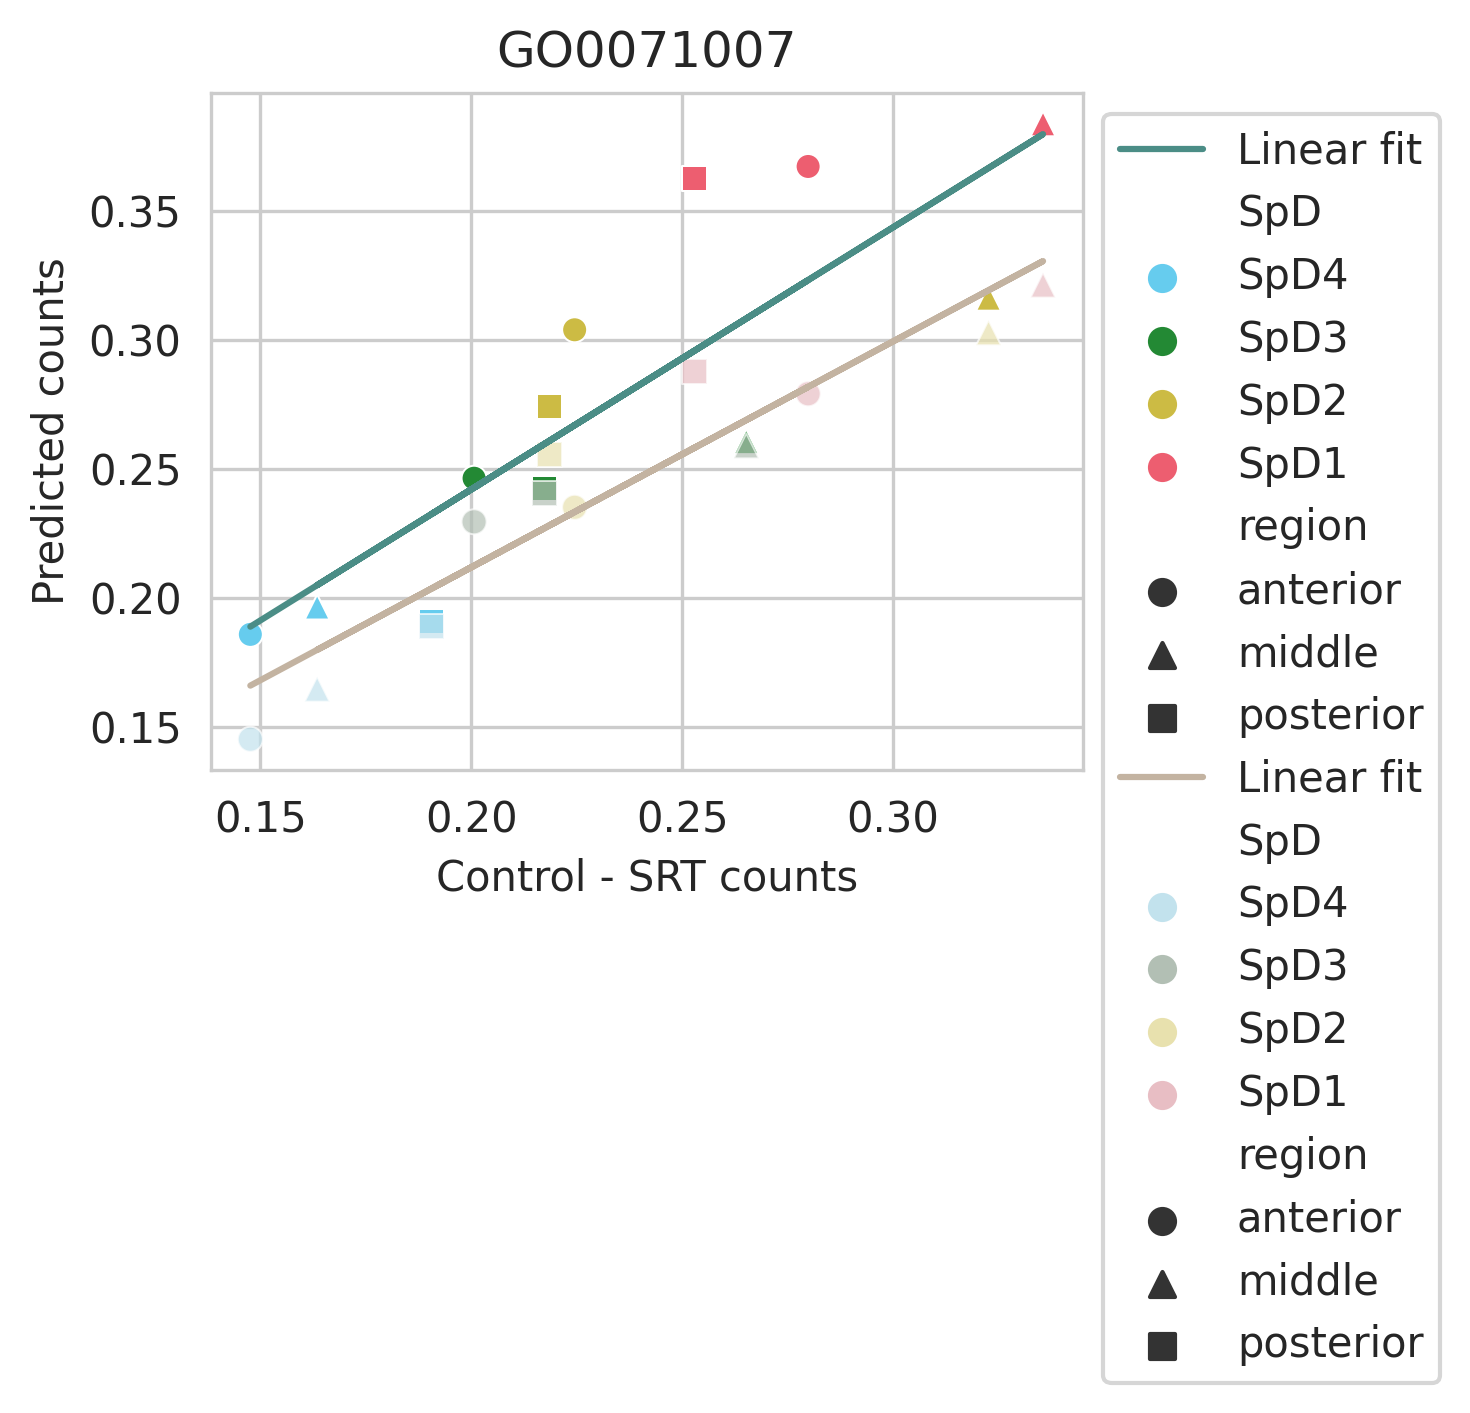 GO0071007
Predicted counts
0.35
0.30
0.25
0.20
0.15
0.15 0.20 0.25 0.30
Control - SRT counts
Linear fit
SpD
SpD4
SpD3
SpD2
SpD1
region
anterior
middle
posterior
Linear fit
SpD
SpD4
SpD3
SpD2
SpD1
region
anterior
middle
posterior